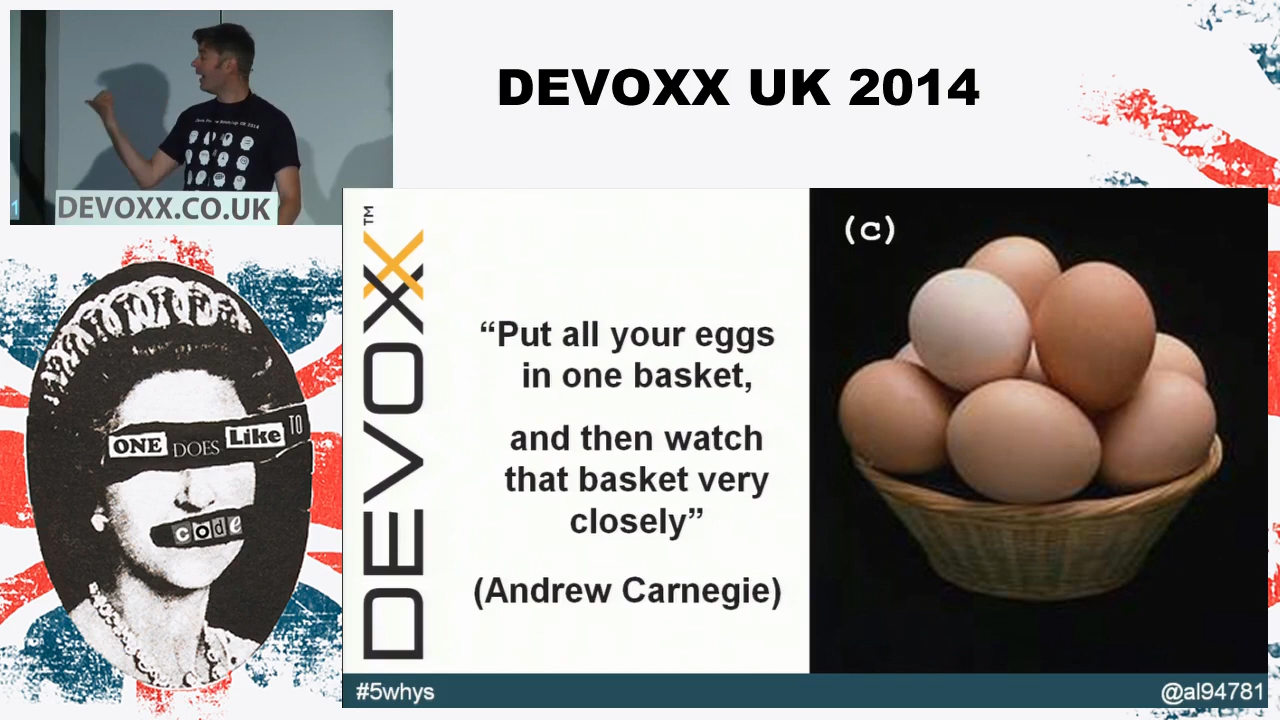 DEVOXX UK 2014
DEVOXX.CO.UK
1
ONE DOES LIKE TO
code
DEVOXX™
(c)
“Put all your eggs
in one basket,
and then watch
that basket very
closely”
(Andrew Carnegie)
#5whys
@al94781